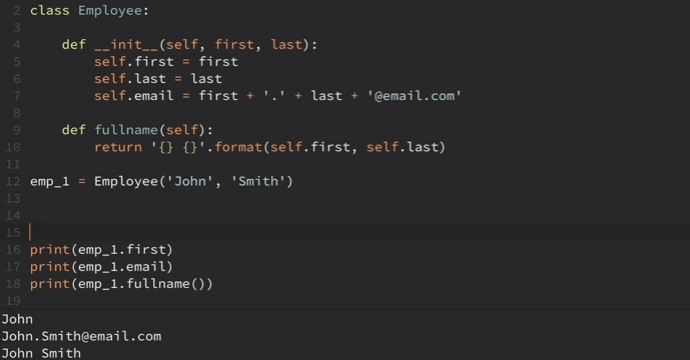 2 class Employee:
3
4     def __init__(self, first, last):
5         self.first = first
6         self.last = last
7         self.email = first + '.' + last + '@email.com'
8
9     def fullname(self):
10         return '{} {}'.format(self.first, self.last)
11
12 emp_1 = Employee('John', 'Smith')
13
14
15
16 print(emp_1.first)
17 print(emp_1.email)
18 print(emp_1.fullname())
19
John
John.Smith@email.com
John Smith